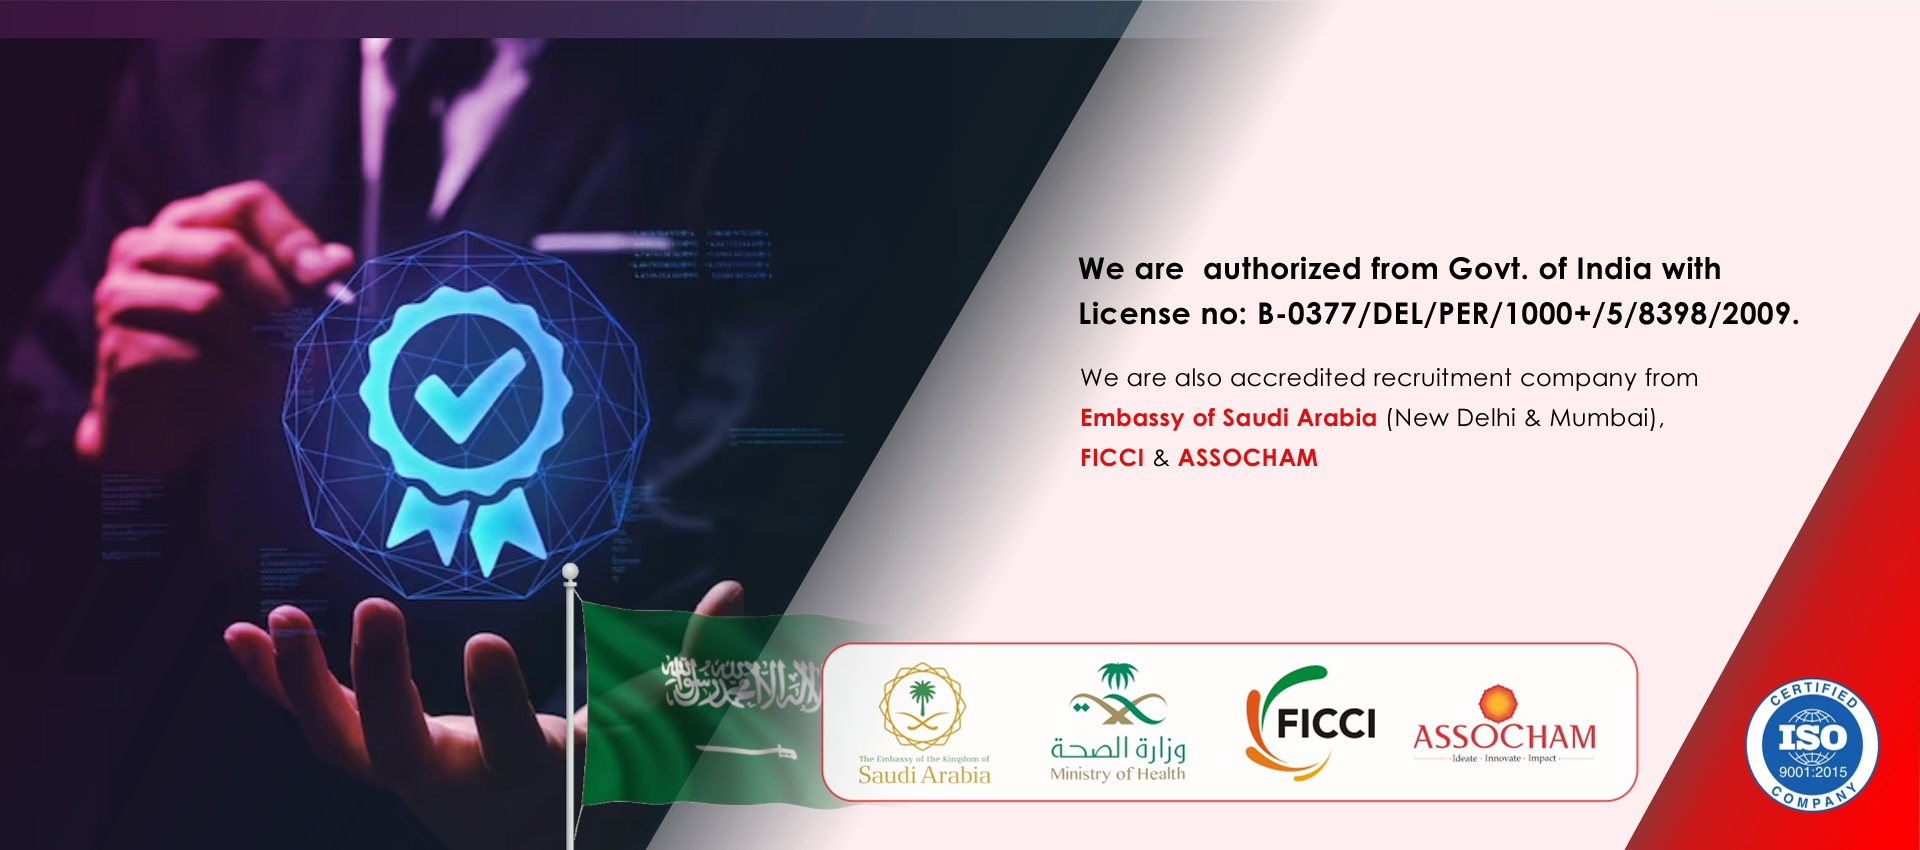 We are authorized from Govt. of India with
License no: B-0377/DEL/PER/1000+/5/8398/2009.
We are also accredited recruitment company from
Embassy of Saudi Arabia (New Delhi & Mumbai),
FICCI & ASSOCHAM
The Embassy of the Kingdom of
Saudi Arabia
وزارة الصحة
Ministry of Health
FICCI
ASSOCHAM
Ideate · Innovate · Impact
CERTIFIED
ISO
9001:2015
COMPANY